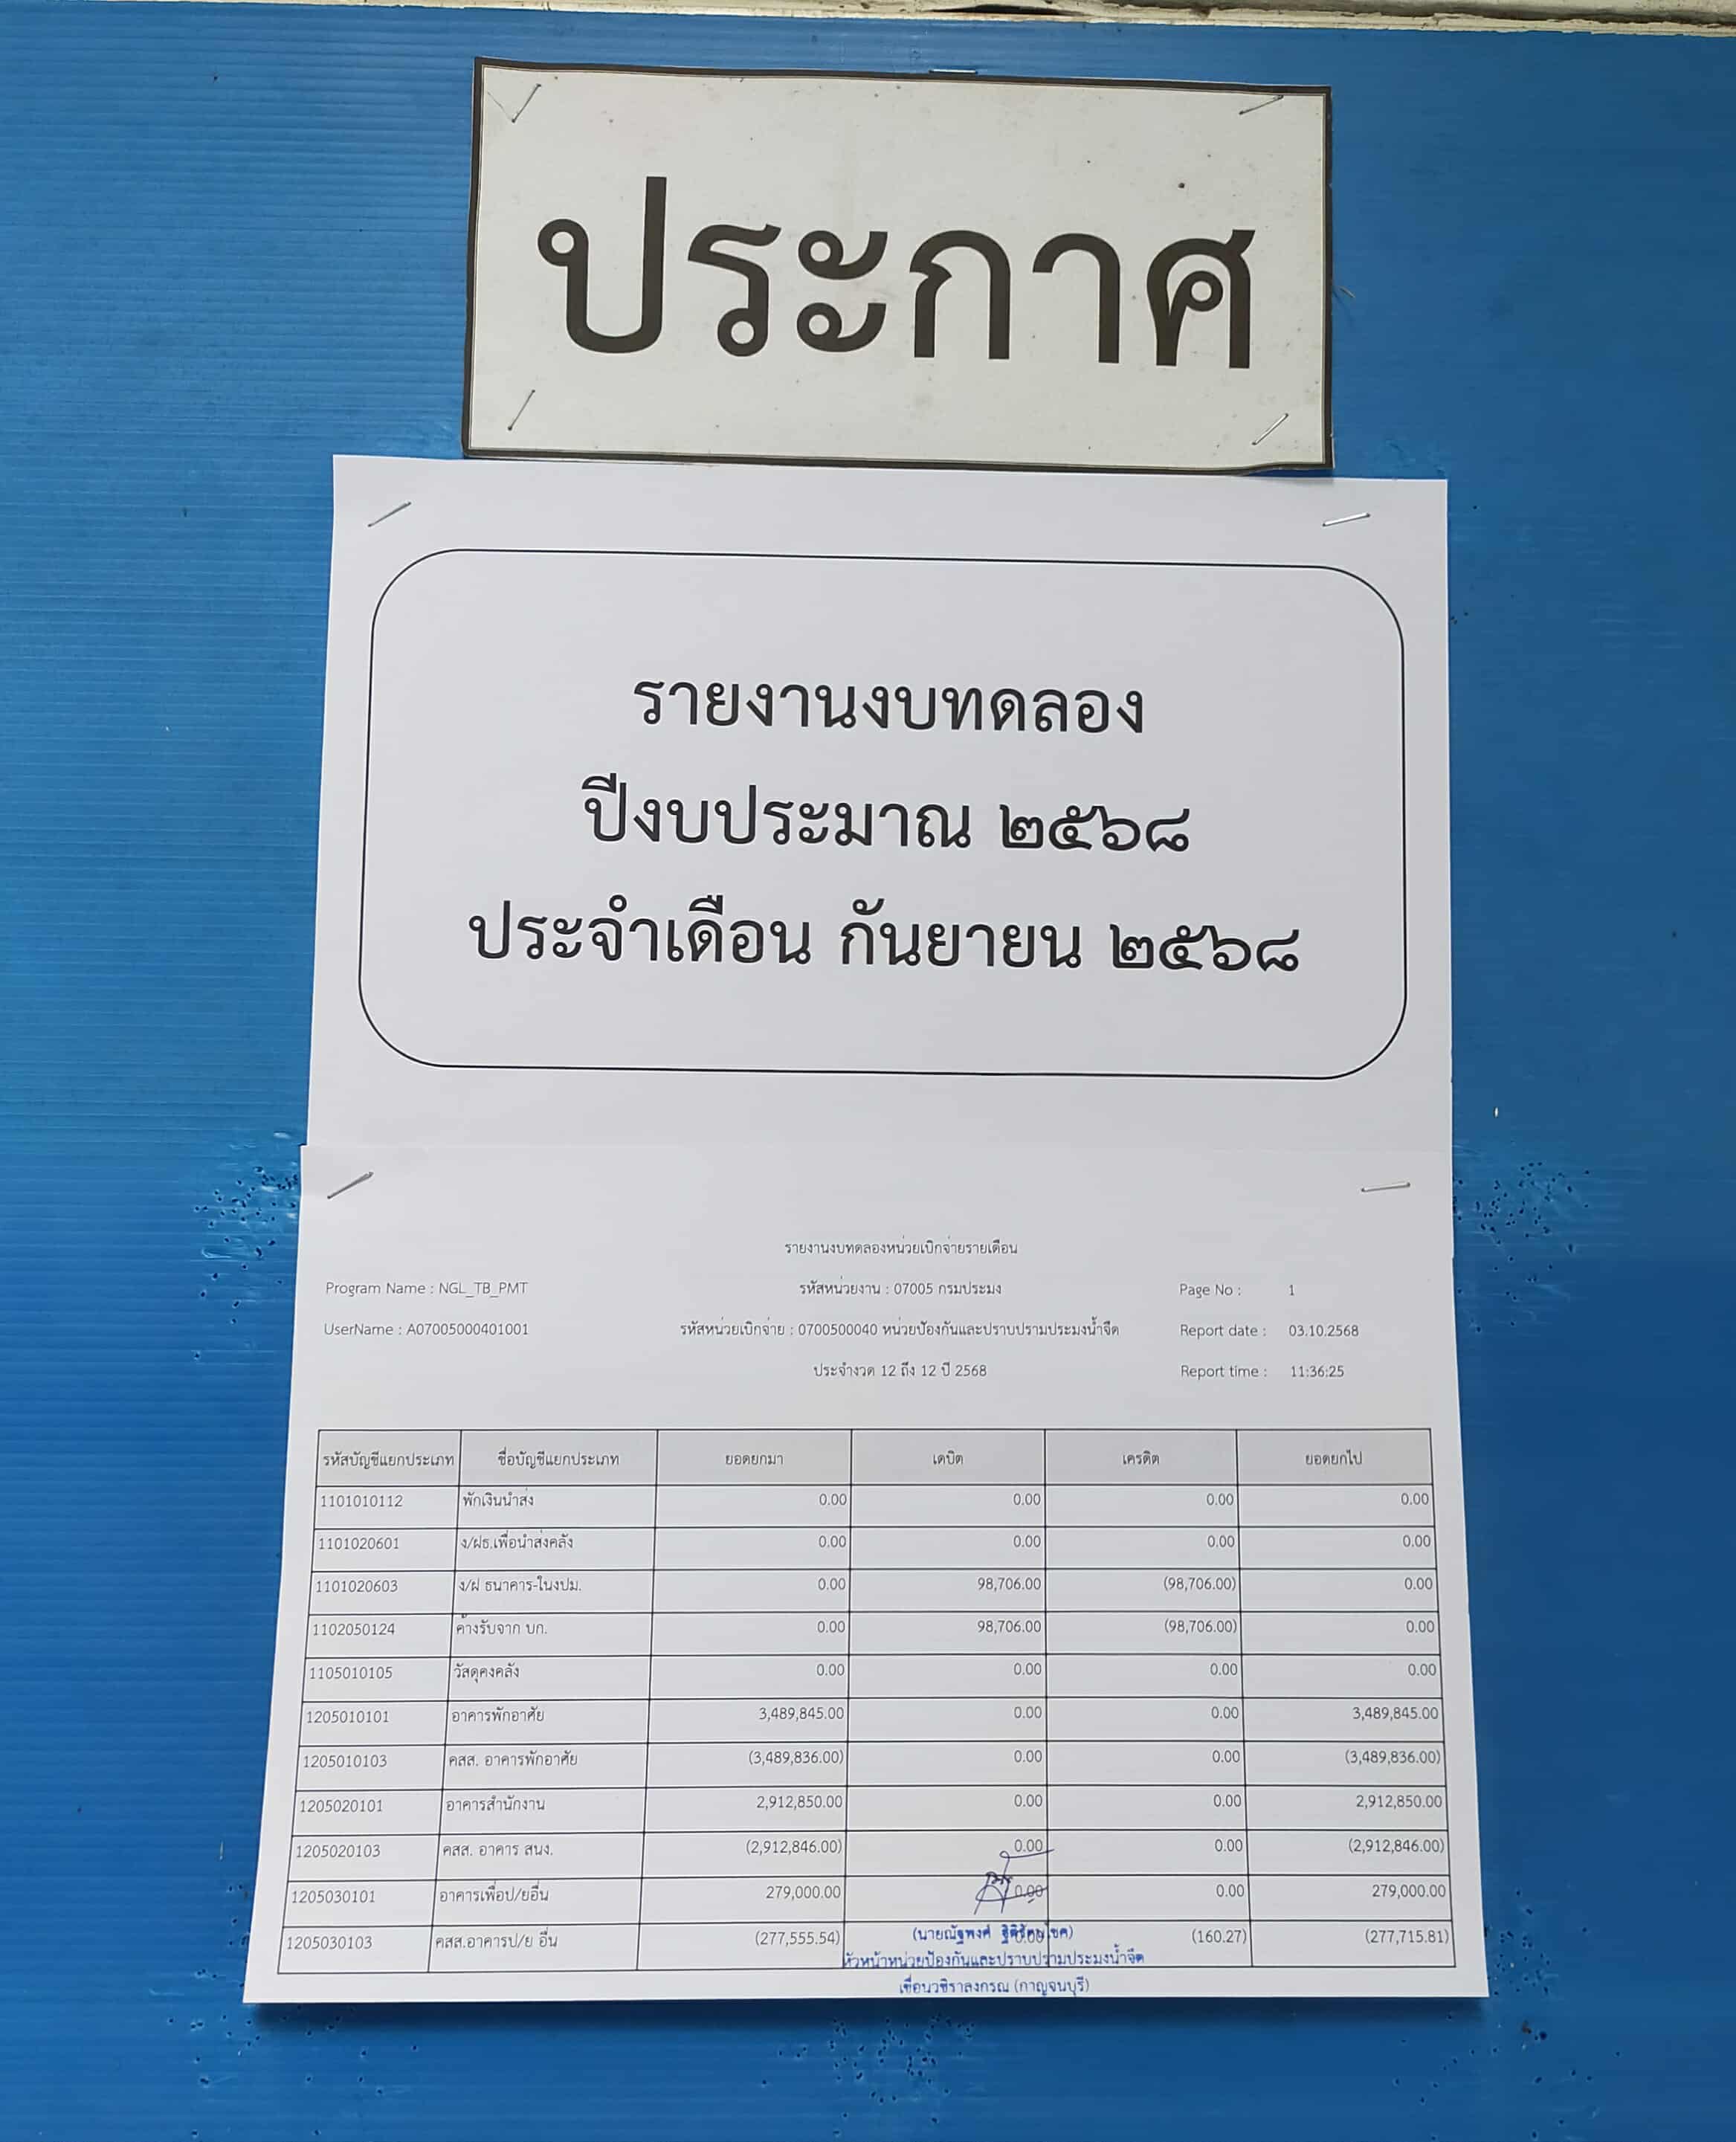 ประกาศ
รายงานงบทดลอง
ปีงบประมาณ ๒๕๖๘
ประจำเดือน กันยายน ๒๕๖๘
รายงานงบทดลองหน่วยเบิกจ่ายรายเดือน
Program Name : NGL_TB_PMT รหัสหน่วยงาน : 07005 กรมประมง Page No : 1
UserName : A07005000401001 รหัสหน่วยเบิกจ่าย : 0700500040 หน่วยป้องกันและปราบปรามประมงน้ำจืด Report date : 03.10.2568
ประจำงวด 12 ถึง 12 ปี 2568 Report time : 11:36:25
รหัสบัญชีแยกประเภท ชื่อบัญชีแยกประเภท ยอดยกมา เดบิต เครดิต ยอดยกไป
1101010112 พักเงินนำส่ง 0.00 0.00 0.00 0.00
1101020601 ง/ฝธ.เพื่อนำส่งคลัง 0.00 0.00 0.00 0.00
1101020603 ง/ฝ ธนาคาร-ในงปม. 0.00 98,706.00 (98,706.00) 0.00
1102050124 ค้างรับจาก บก. 0.00 98,706.00 (98,706.00) 0.00
1105010105 วัสดุคงคลัง 0.00 0.00 0.00 0.00
1205010101 อาคารพักอาศัย 3,489,845.00 0.00 0.00 3,489,845.00
1205010103 คสส. อาคารพักอาศัย (3,489,836.00) 0.00 0.00 (3,489,836.00)
1205020101 อาคารสำนักงาน 2,912,850.00 0.00 0.00 2,912,850.00
1205020103 คสส. อาคาร สนง. (2,912,846.00) 0.00 0.00 (2,912,846.00)
1205030101 อาคารเพื่อป/ยอื่น 279,000.00 0.00 0.00 279,000.00
1205030103 คสส.อาคารป/ย อื่น (277,555.54) 0.00 (160.27) (277,715.81)
(นายณัฐพงศ์ ฐิติรัตนโชค)
หัวหน้าหน่วยป้องกันและปราบปรามประมงน้ำจืด
เขื่อนวชิราลงกรณ (กาญจนบุรี)